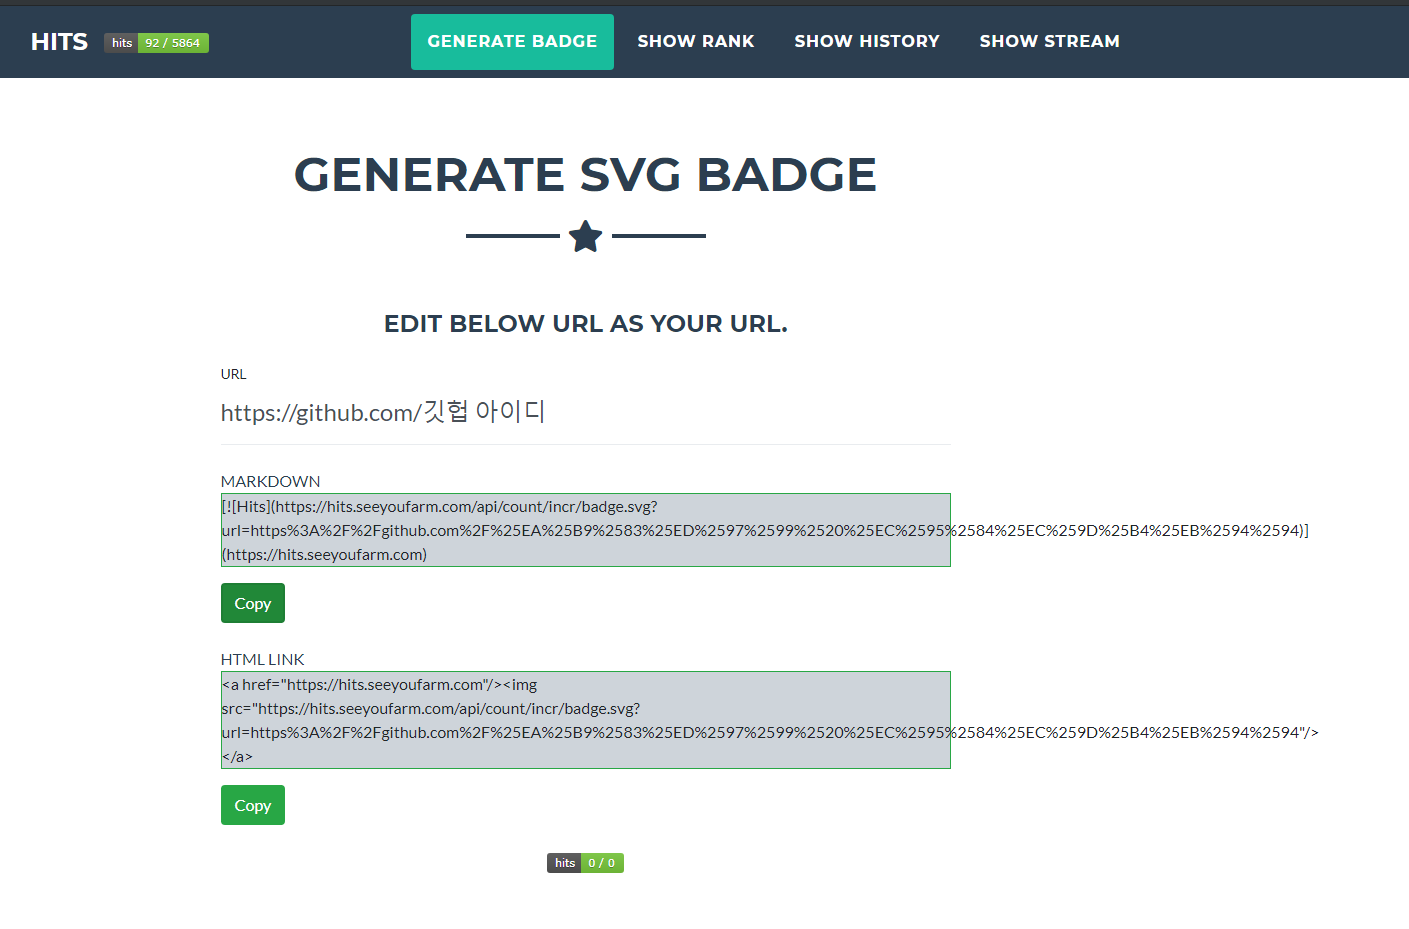 HITS hits 92 / 5864 GENERATE BADGE SHOW RANK SHOW HISTORY SHOW STREAM
GENERATE SVG BADGE
EDIT BELOW URL AS YOUR URL.
URL
https://github.com/깃헙 아이디
MARKDOWN
[![Hits](https://hits.seeyoufarm.com/api/count/incr/badge.svg?
url=https%3A%2F%2Fgithub.com%2F%25EA%25B9%2583%25ED%2597%2599%2520%25EC%2595%2584%25EC%259D%25B4%25EB%2594%2594)]
(https://hits.seeyoufarm.com)
Copy
HTML LINK
<a href="https://hits.seeyoufarm.com"/><img
src="https://hits.seeyoufarm.com/api/count/incr/badge.svg?
url=https%3A%2F%2Fgithub.com%2F%25EA%25B9%2583%25ED%2597%2599%2520%25EC%2595%2584%25EC%259D%25B4%25EB%2594%2594"/>
</a>
Copy
hits 0 / 0